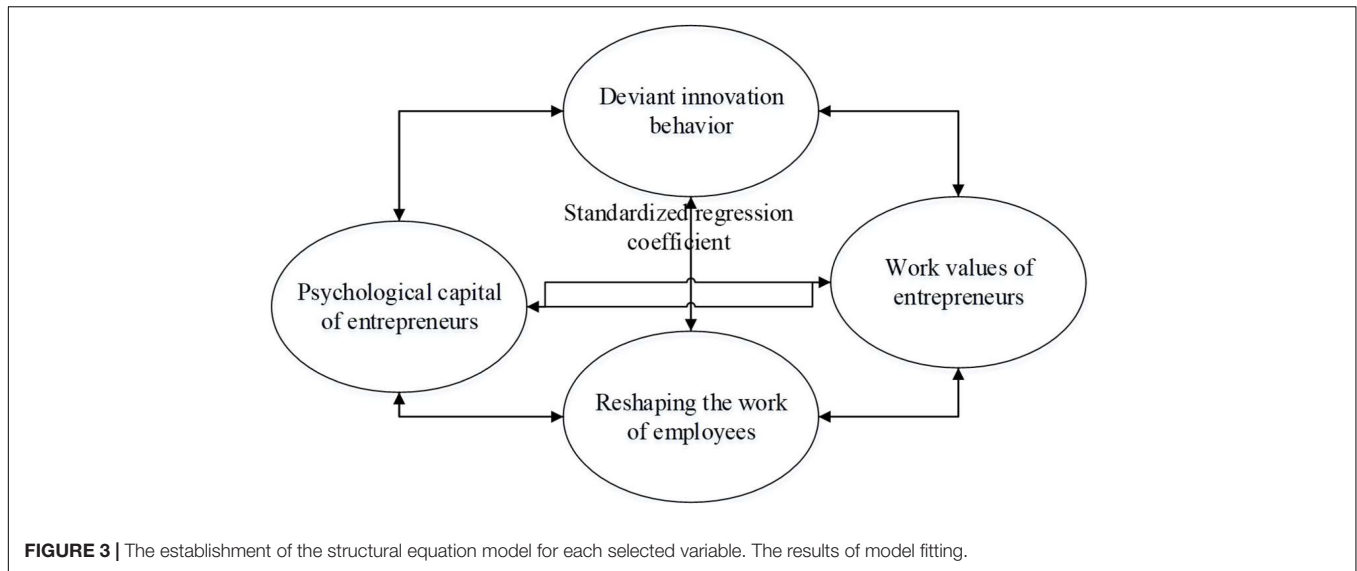 Deviant innovation
behavior
Standardized regression
coefficient
Psychological capital
of entrepreneurs
Work values of
entrepreneurs
Reshaping the work
of employees
FIGURE 3 | The establishment of the structural equation model for each selected variable. The results of model fitting.